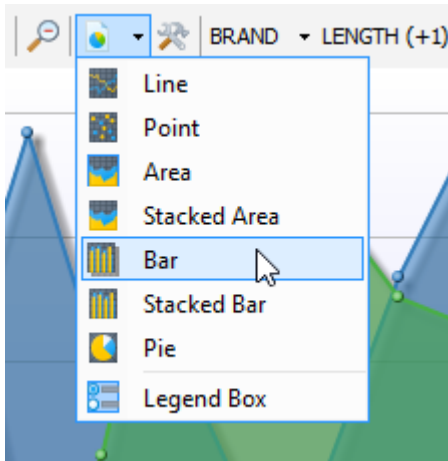 BRAND LENGTH (+1)
Line
Point
Area
Stacked Area
Bar
Stacked Bar
Pie
Legend Box